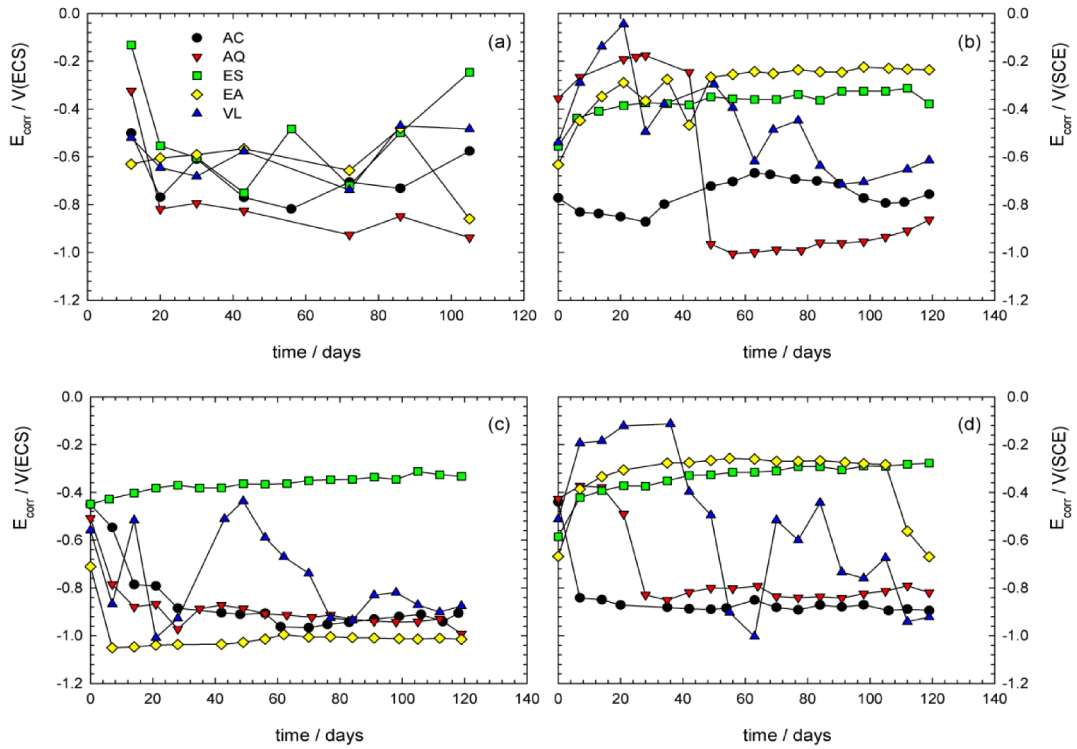 0.0
-0.2
-0.4
-0.6
-0.8
-1.0
-1.2
E_corr / V(ECS)
AC
AQ
ES
EA
VL
(a)
0 20 40 60 80 100 120
time / days
(b)
0.0
-0.2
-0.4
-0.6
-0.8
-1.0
-1.2
E_corr / V(SCE)
0 20 40 60 80 100 120 140
time / days
0.0
-0.2
-0.4
-0.6
-0.8
-1.0
-1.2
E_corr / V(ECS)
(c)
0 20 40 60 80 100 120 140
time / days
(d)
0.0
-0.2
-0.4
-0.6
-0.8
-1.0
-1.2
E_corr / V(SCE)
0 20 40 60 80 100 120 140
time / days